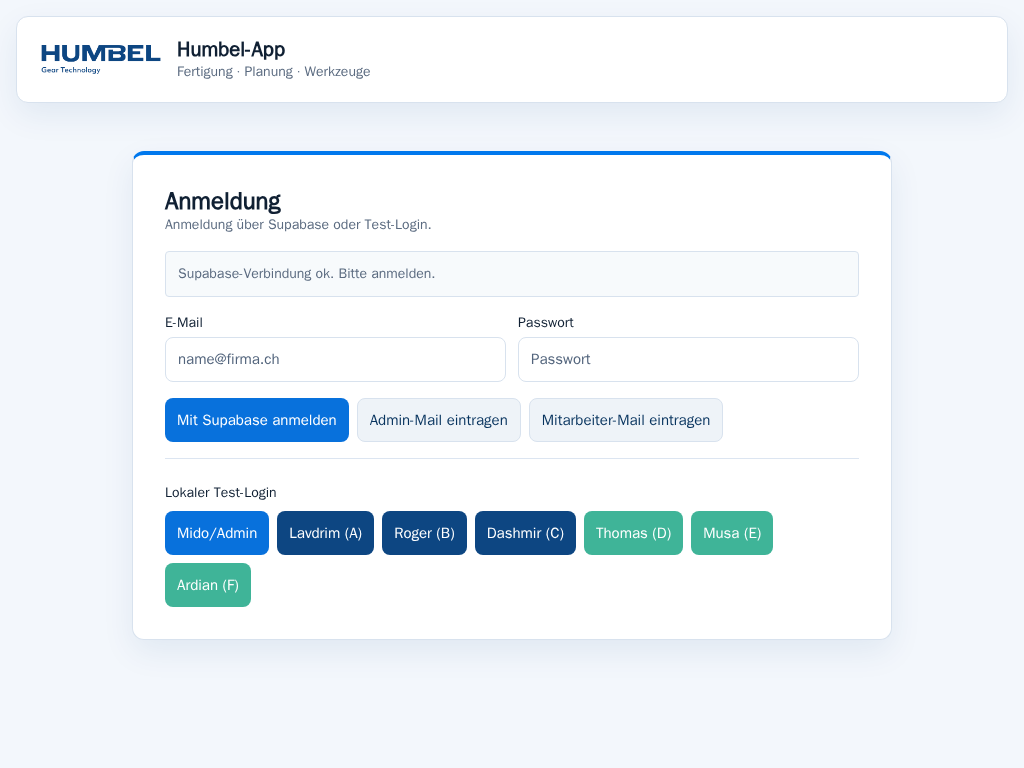 HUMBEL
Gear Technology
Humbel-App
Fertigung · Planung · Werkzeuge
Anmeldung
Anmeldung über Supabase oder Test-Login.
Supabase-Verbindung ok. Bitte anmelden.
E-Mail Passwort
name@firma.ch Passwort
Mit Supabase anmelden Admin-Mail eintragen Mitarbeiter-Mail eintragen
Lokaler Test-Login
Mido/Admin Lavdrim (A) Roger (B) Dashmir (C) Thomas (D) Musa (E)
Ardian (F)